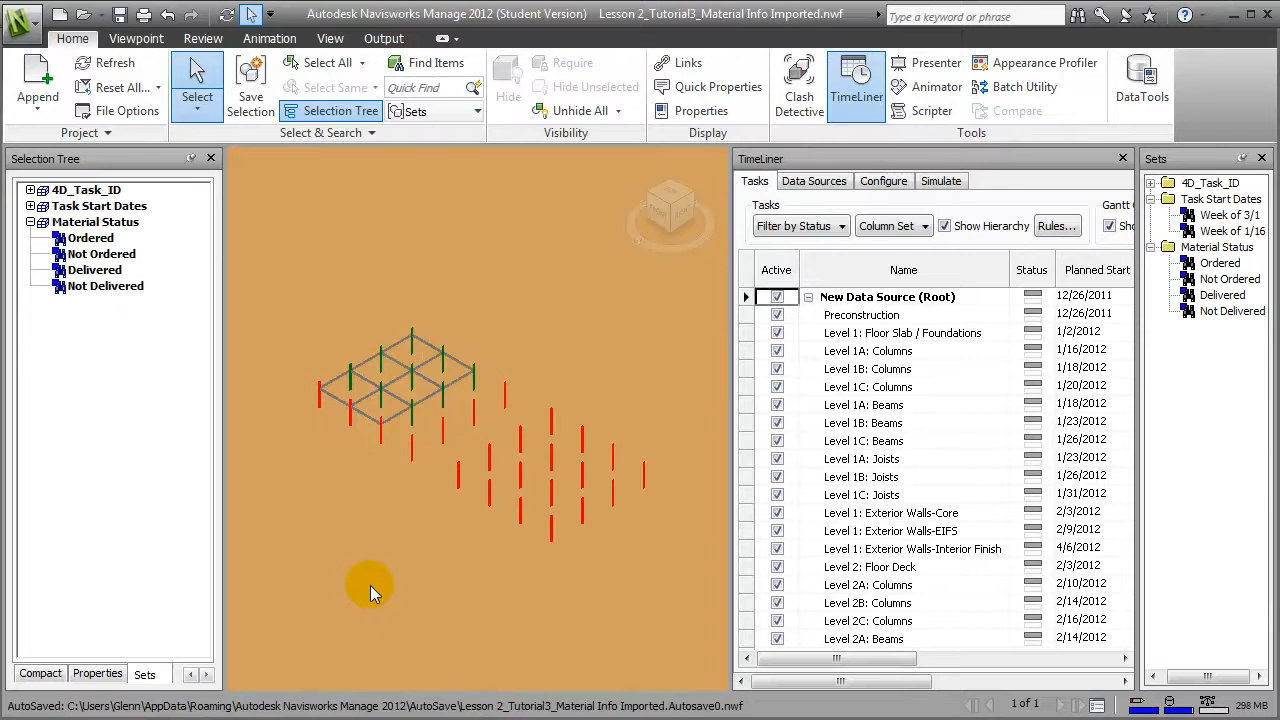 Autodesk Navisworks Manage 2012 (Student Version) Lesson 2_Tutorial3_Material Info Imported.nwf
Type a keyword or phrase
Home Viewpoint Review Animation View Output
Append
Refresh
Reset All...
File Options
Project
Select
Save Selection
Select All
Select Same
Selection Tree
Find Items
Quick Find
Sets
Select & Search
Hide
Require
Hide Unselected
Unhide All
Visibility
Links
Quick Properties
Properties
Display
Clash Detective
TimeLiner
Presenter
Animator
Scripter
Appearance Profiler
Batch Utility
Compare
Tools
DataTools
Selection Tree
4D_Task_ID
Task Start Dates
Material Status
Ordered
Not Ordered
Delivered
Not Delivered
Compact Properties Sets
TimeLiner
Tasks Data Sources Configure Simulate
Tasks
Gantt
Filter by Status Column Set Show Hierarchy Rules... Sho
Active Name Status Planned Start
New Data Source (Root) 12/26/2011
Preconstruction 12/26/2011
Level 1: Floor Slab / Foundations 1/2/2012
Level 1A: Columns 1/16/2012
Level 1B: Columns 1/18/2012
Level 1C: Columns 1/20/2012
Level 1A: Beams 1/18/2012
Level 1B: Beams 1/23/2012
Level 1C: Beams 1/26/2012
Level 1A: Joists 1/23/2012
Level 1B: Joists 1/26/2012
Level 1C: Joists 1/31/2012
Level 1: Exterior Walls-Core 2/3/2012
Level 1: Exterior Walls-EIFS 2/9/2012
Level 1: Exterior Walls-Interior Finish 4/6/2012
Level 2: Floor Deck 2/3/2012
Level 2A: Columns 2/10/2012
Level 2B: Columns 2/14/2012
Level 2C: Columns 2/16/2012
Level 2A: Beams 2/14/2012
Sets
4D_Task_ID
Task Start Dates
Week of 3/1
Week of 1/16
Material Status
Ordered
Not Ordered
Delivered
Not Delivered
AutoSaved: C:\Users\Glenn\AppData\Roaming\Autodesk Navisworks Manage 2012\AutoSave\Lesson 2_Tutorial3_Material Info Imported.Autosave0.nwf
1 of 1
298 MB